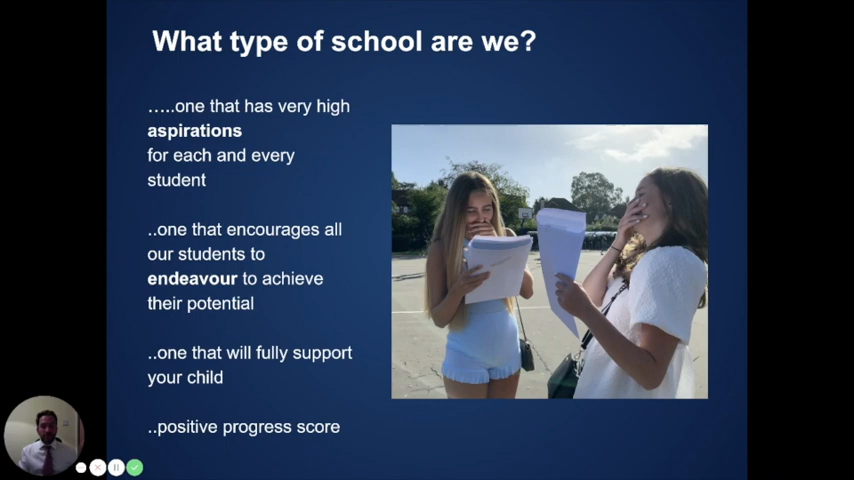 What type of school are we?
…..one that has very high
aspirations
for each and every
student
..one that encourages all
our students to
endeavour to achieve
their potential
..one that will fully support
your child
..positive progress score